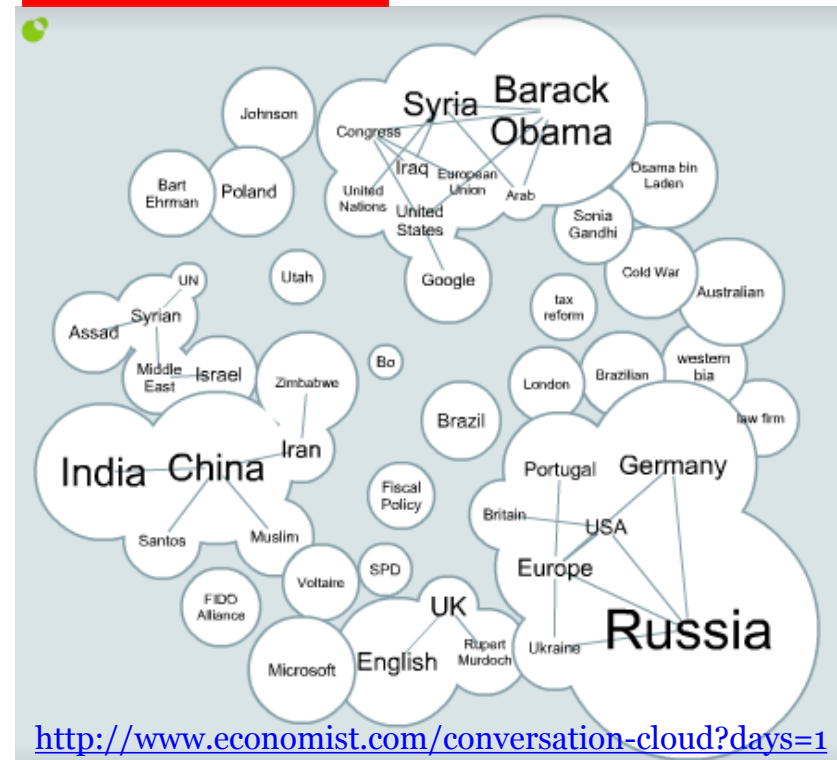 Barack
Obama
Syria
Johnson
Congress
Iraq
European
Union
Arab
United
Nations
United
States
Google
Osama bin
Laden
Sonia
Gandhi
Cold War
Australian
Bart
Ehrman
Poland
Utah
UN
Syrian
Assad
Middle
East
Israel
tax
reform
Bo
Zimbabwe
London
Brazilian
western
bia
law firm
Brazil
India
China
Iran
Santos
Muslim
Fiscal
Policy
Portugal
Germany
Britain
USA
Europe
Ukraine
Russia
Voltaire
SPD
FIDO
Alliance
UK
English
Rupert
Murdoch
Microsoft
http://www.economist.com/conversation-cloud?days=1